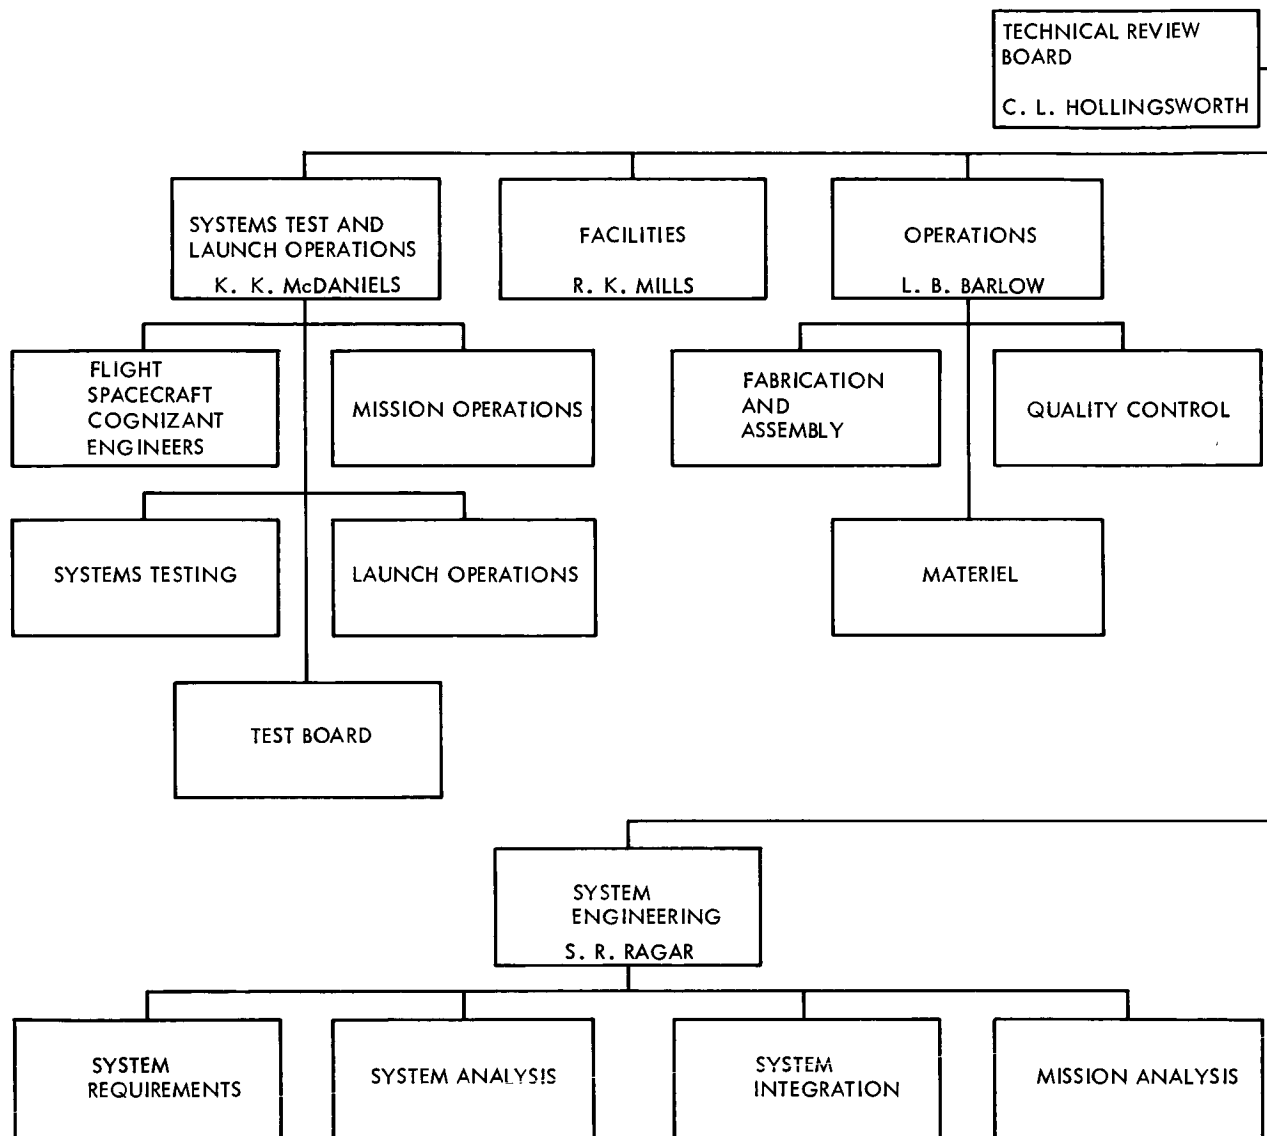 TECHNICAL REVIEW
BOARD
C. L. HOLLINGSWORTH
SYSTEMS TEST AND
LAUNCH OPERATIONS
K. K. McDANIELS
FACILITIES
R. K. MILLS
OPERATIONS
L. B. BARLOW
FLIGHT
SPACECRAFT
COGNIZANT
ENGINEERS
MISSION OPERATIONS
FABRICATION
AND
ASSEMBLY
QUALITY CONTROL
SYSTEMS TESTING
LAUNCH OPERATIONS
MATERIEL
TEST BOARD
SYSTEM
ENGINEERING
S. R. RAGAR
SYSTEM
REQUIREMENTS
SYSTEM ANALYSIS
SYSTEM
INTEGRATION
MISSION ANALYSIS